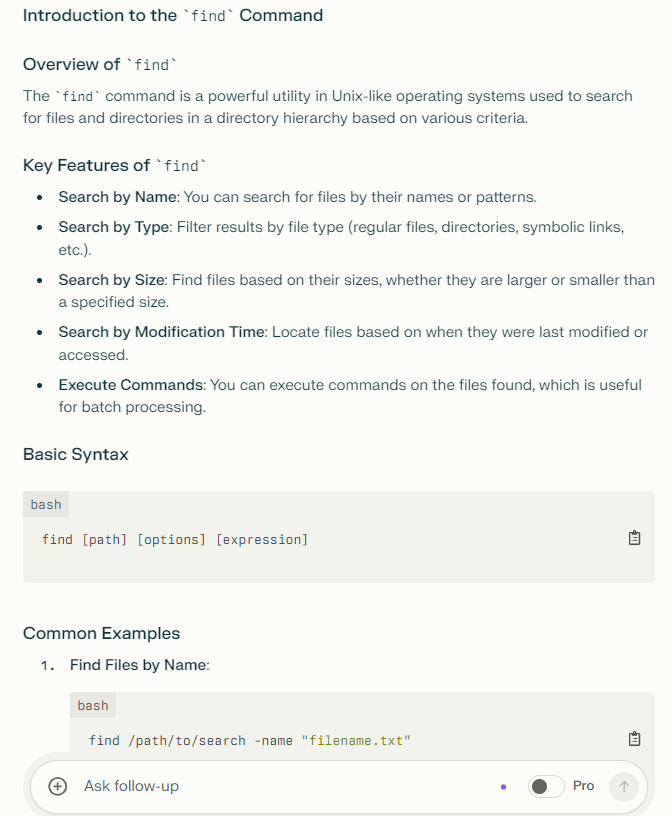 Introduction to the `find` Command
Overview of `find`
The `find` command is a powerful utility in Unix-like operating systems used to search
for files and directories in a directory hierarchy based on various criteria.
Key Features of `find`
• Search by Name: You can search for files by their names or patterns.
• Search by Type: Filter results by file type (regular files, directories, symbolic links,
etc.).
• Search by Size: Find files based on their sizes, whether they are larger or smaller than
a specified size.
• Search by Modification Time: Locate files based on when they were last modified or
accessed.
• Execute Commands: You can execute commands on the files found, which is useful
for batch processing.
Basic Syntax
bash
find [path] [options] [expression]
Common Examples
1. Find Files by Name:
bash
find /path/to/search -name "filename.txt"
Ask follow-up
Pro